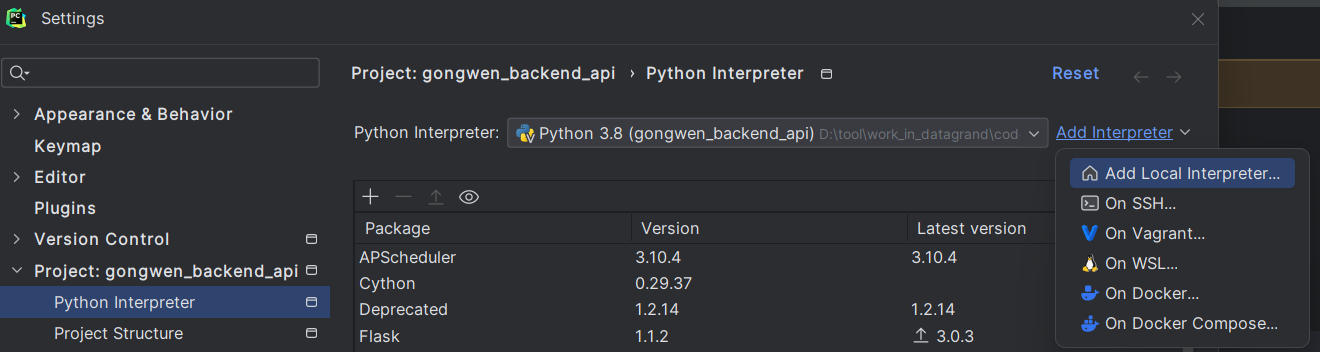 PC
Settings
Project: gongwen_backend_api › Python Interpreter
Reset
Python Interpreter:
Python 3.8 (gongwen_backend_api) D:\tool\work_in_datagrand\cod
Add Interpreter
Add Local Interpreter...
On SSH...
On Vagrant...
On WSL...
On Docker...
On Docker Compose...
Appearance & Behavior
Keymap
Editor
Plugins
Version Control
Project: gongwen_backend_api
Python Interpreter
Project Structure
Package Version Latest version
APScheduler 3.10.4 3.10.4
Cython 0.29.37
Deprecated 1.2.14 1.2.14
Flask 1.1.2 3.0.3